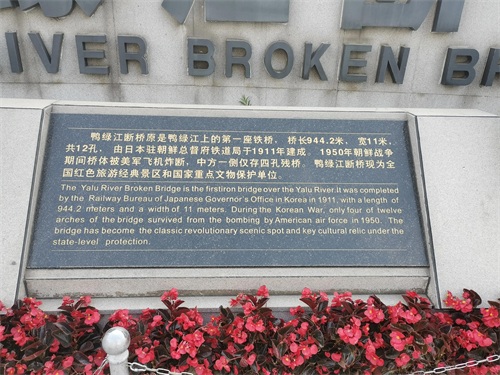 RIVER BROKEN BR
鸭绿江断桥原是鸭绿江上的第一座铁桥。桥长944.2米，宽11米，
共12孔，由日本驻朝鲜总督府铁道局于1911年建成。1950年朝鲜战争
期间桥体被美军飞机炸断，中方一侧仅存四孔残桥。鸭绿江断桥现为全
国红色旅游经典景区和国家重点文物保护单位。
The Yalu River Broken Bridge is the firstiron bridge over the Yalu River.It was completed
by the Railway Bureau of Japanese Governor's Office in Korea in 1911, with a length of
944.2 meters and a width of 11 meters. During the Korean War, only four of twelve
arches of the bridge survived from the bombing by American air force in 1950. The
bridge has become the classic revolutionary scenic spot and key cultural relic under the
state-level protection.